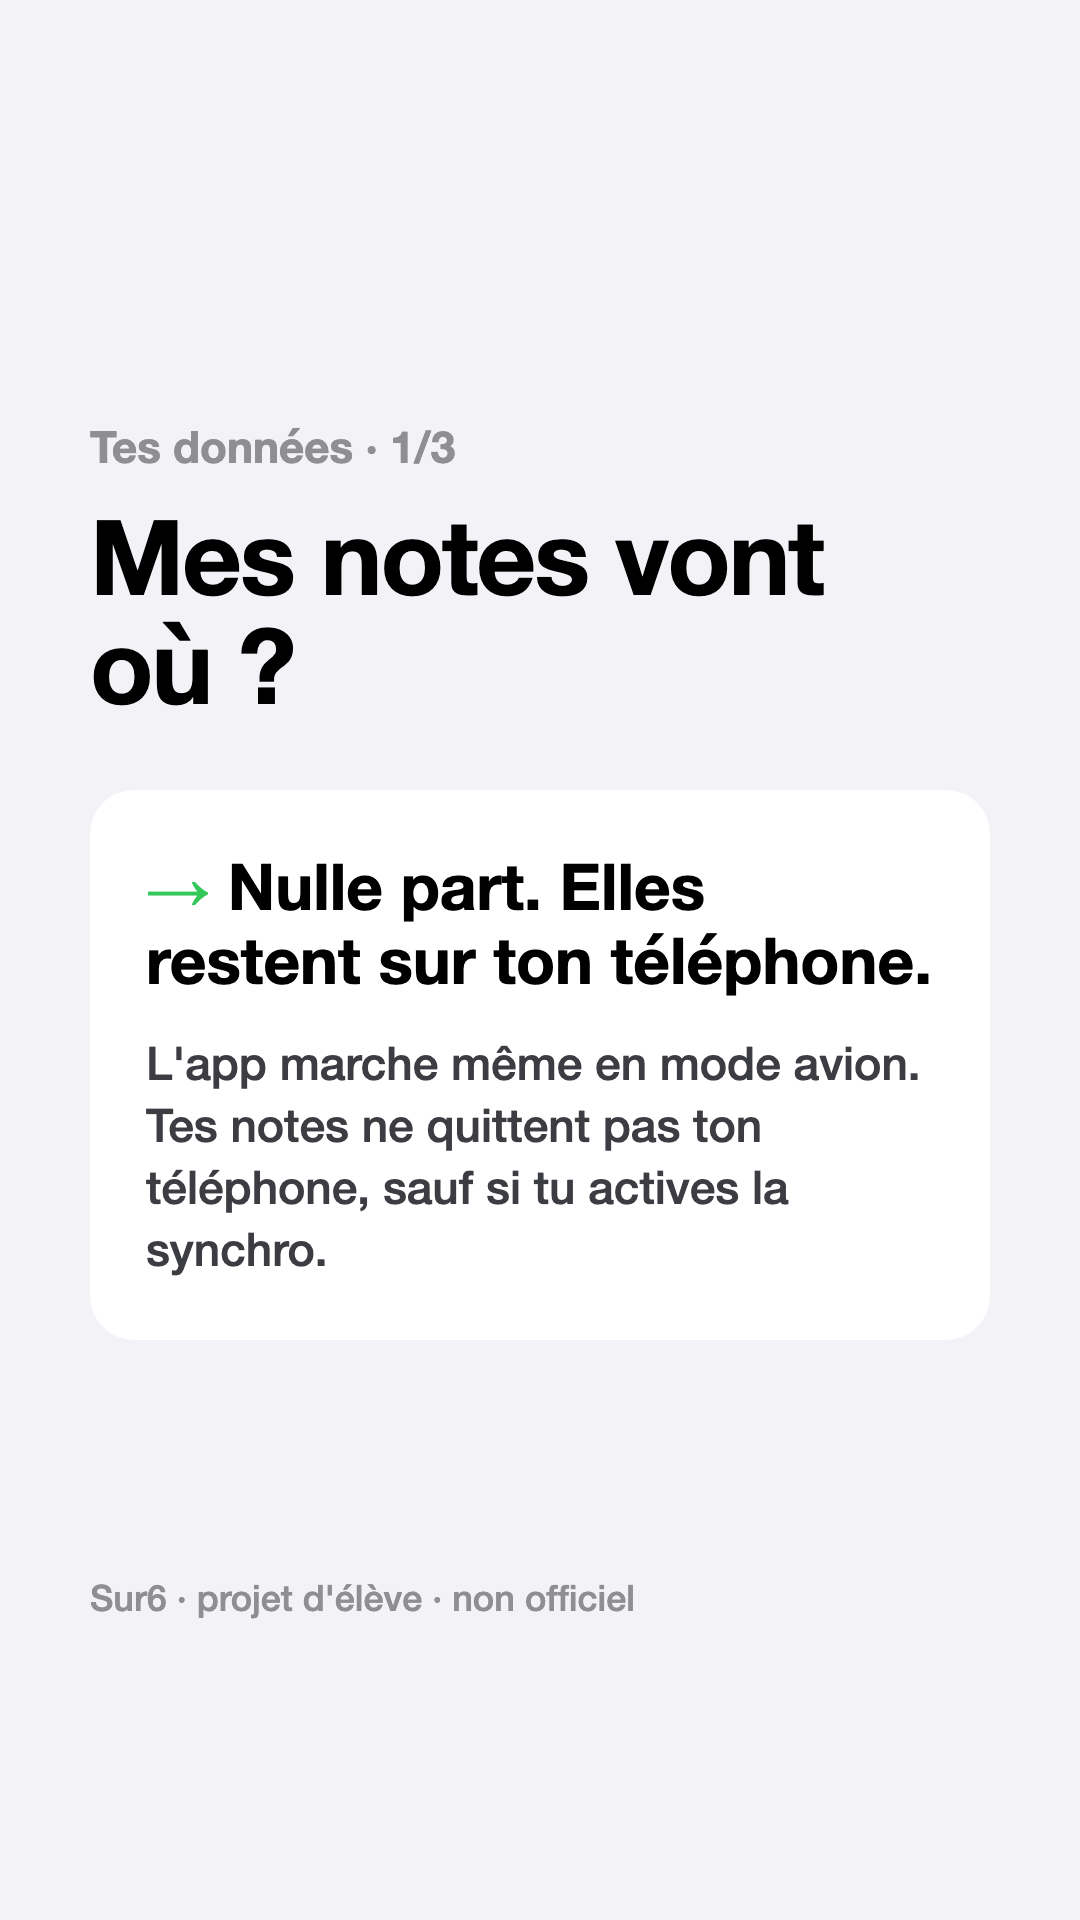 Tes données · 1/3
Mes notes vont
où ?
→ Nulle part. Elles
restent sur ton téléphone.
L'app marche même en mode avion.
Tes notes ne quittent pas ton
téléphone, sauf si tu actives la
synchro.
Sur6 · projet d'élève · non officiel